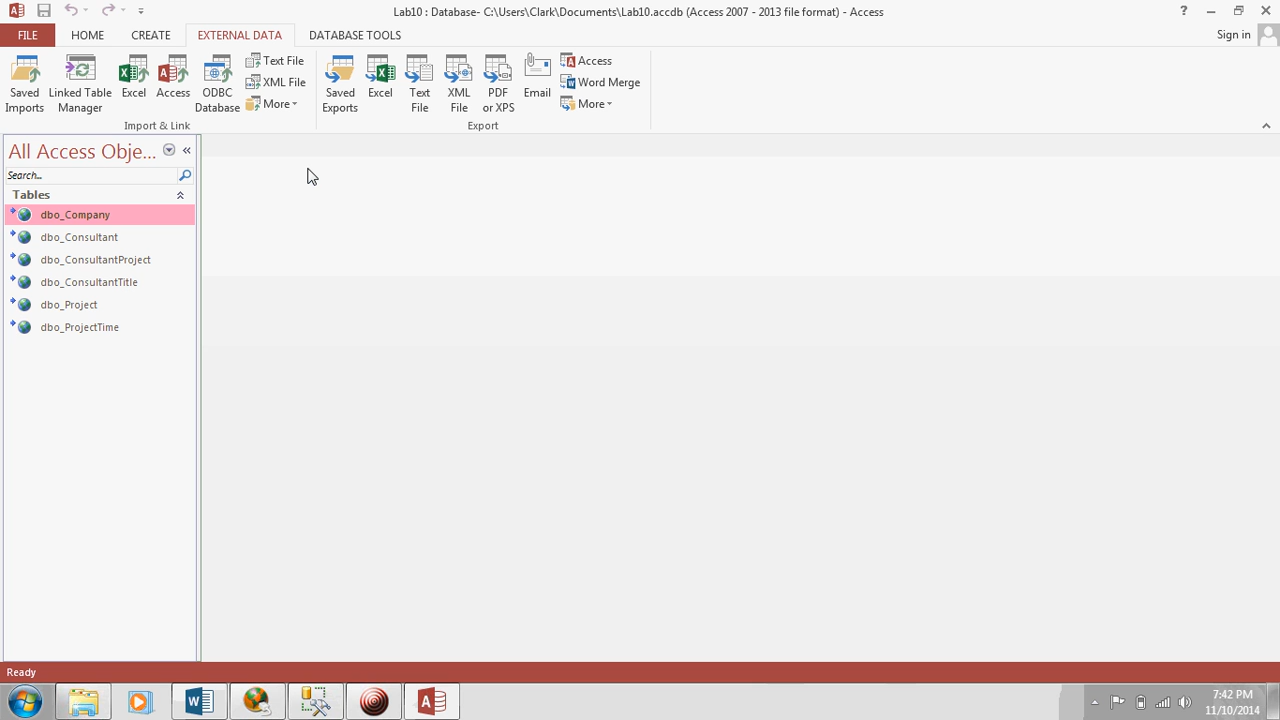 Lab10 : Database- C:\Users\Clark\Documents\Lab10.accdb (Access 2007 - 2013 file format) - Access
?
FILE HOME CREATE EXTERNAL DATA DATABASE TOOLS Sign in
Saved Imports
Linked Table Manager
Excel
Access
ODBC Database
Text File
XML File
More
Import & Link
Saved Exports
Excel
Text File
XML File
PDF or XPS
Email
Access
Word Merge
More
Export
All Access Obje...
Search...
Tables
dbo_Company
dbo_Consultant
dbo_ConsultantProject
dbo_ConsultantTitle
dbo_Project
dbo_ProjectTime
Ready
7:42 PM
11/10/2014